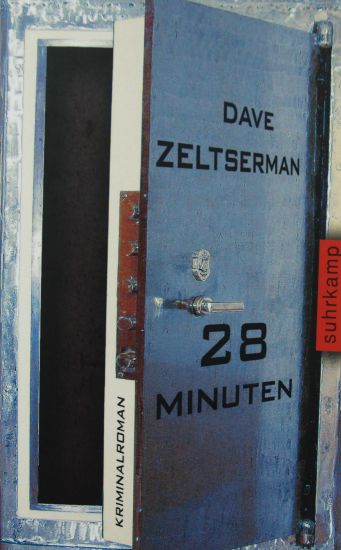 DAVE
ZELTSERMAN
28
MINUTEN
KRIMINALROMAN
suhrkamp